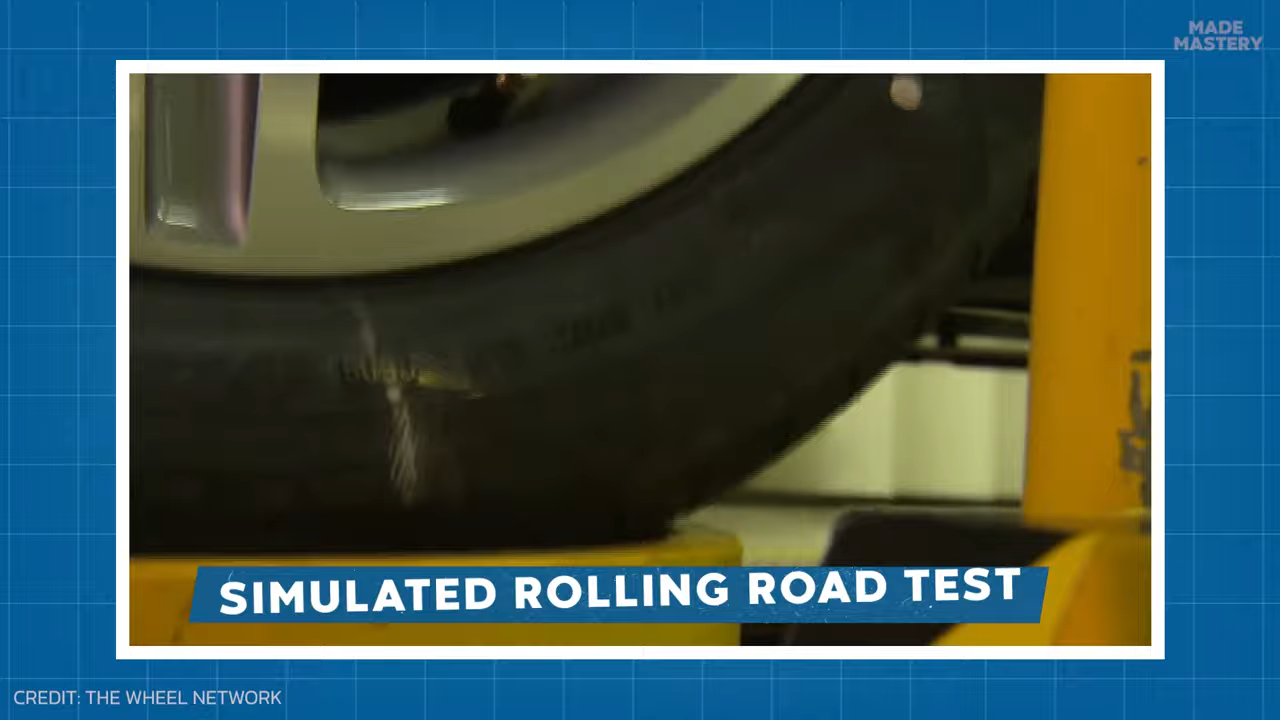 MADE
MASTERY
SIMULATED ROLLING ROAD TEST
CREDIT: THE WHEEL NETWORK